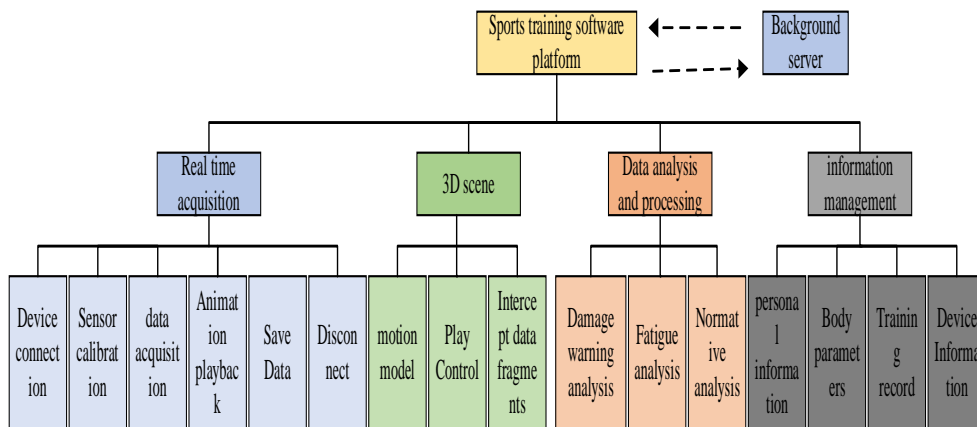 Sports training software
platform
Background
server
Real time
acquisition
3D scene
Data analysis
and processing
information
management
Device
connect
ion
Sensor
calibrat
ion
data
acquisit
ion
Animat
ion
playbac
k
Save
Data
Disco
nnect
motion
model
Play
Control
Interce
pt data
fragme
nts
Damage
warning
analysis
Fatigue
analysis
Normat
ive
analysis
persona
l
informa
tion
Body
paramet
ers
Trainin
g
record
Device
Informa
tion